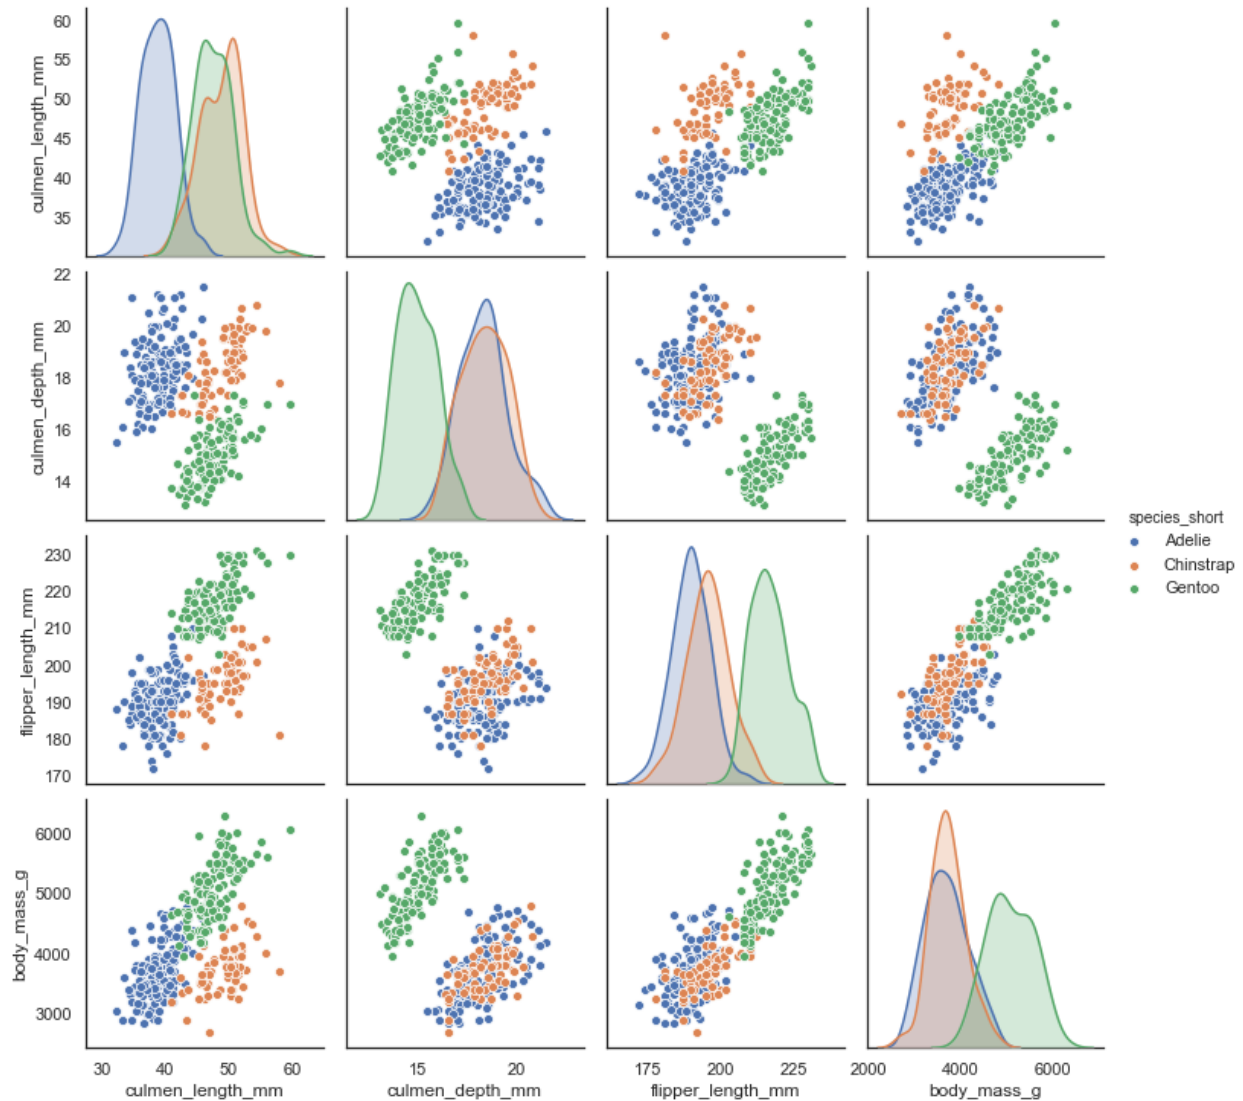 60
55
50
45
40
35
culmen_length_mm
22
20
18
16
14
culmen_depth_mm
230
220
210
200
190
180
170
flipper_length_mm
6000
5000
4000
3000
body_mass_g
30 40 50 60
culmen_length_mm
15 20
culmen_depth_mm
175 200 225
flipper_length_mm
2000 4000 6000
body_mass_g
species_short
Adelie
Chinstrap
Gentoo